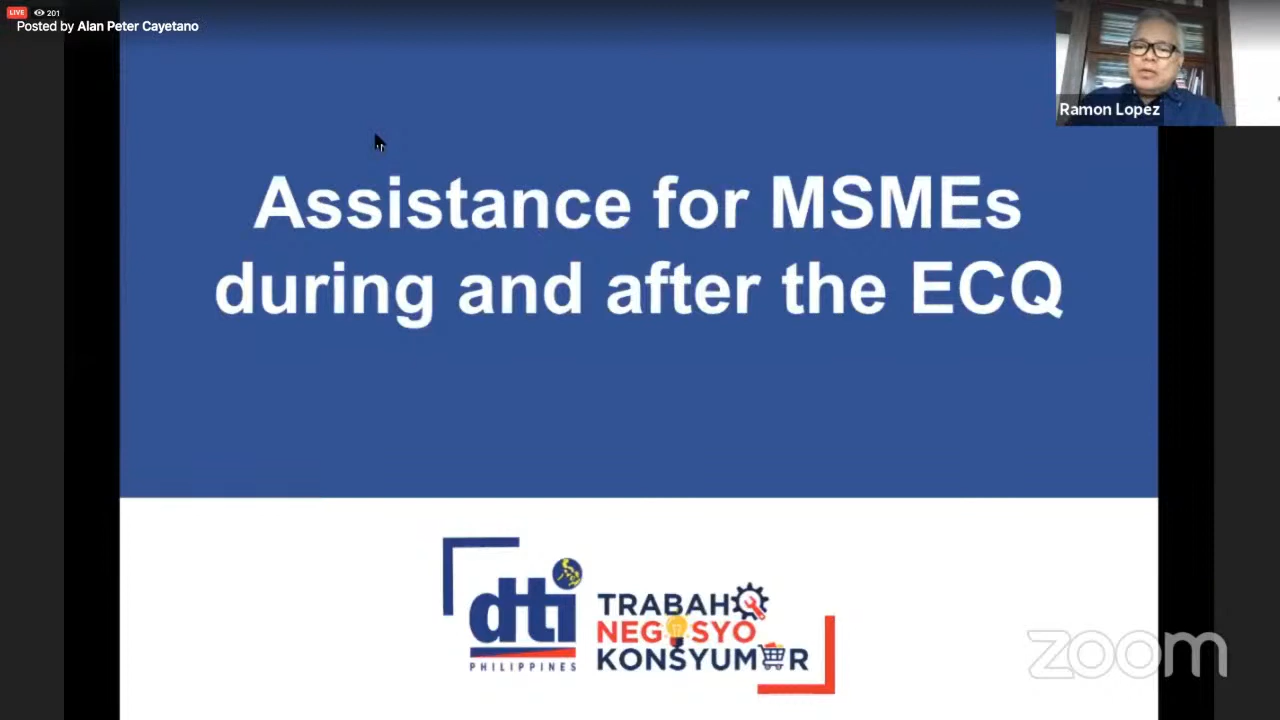 LIVE 201
Posted by Alan Peter Cayetano
Ramon Lopez
Assistance for MSMEs
during and after the ECQ
dti
PHILIPPINES
TRABAHO
NEGOSYO
KONSYUMER
zoom